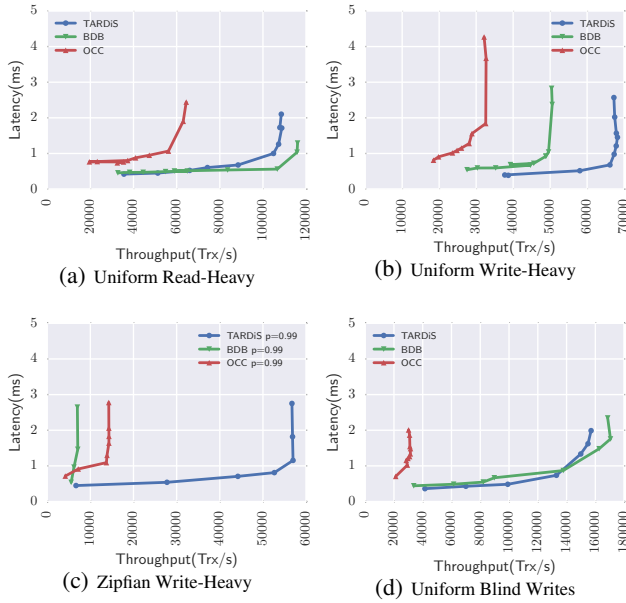 5
4
3
2
1
0
Latency(ms)
TARDiS
BDB
OCC
0
20000
40000
60000
80000
100000
120000
Throughput(Trx/s)
(a) Uniform Read-Heavy
5
4
3
2
1
0
Latency(ms)
TARDiS
BDB
OCC
0
10000
20000
30000
40000
50000
60000
70000
Throughput(Trx/s)
(b) Uniform Write-Heavy
5
4
3
2
1
0
Latency(ms)
TARDiS p=0.99
BDB p=0.99
OCC p=0.99
0
10000
20000
30000
40000
50000
60000
Throughput(Trx/s)
(c) Zipfian Write-Heavy
5
4
3
2
1
0
Latency(ms)
TARDiS
BDB
OCC
0
20000
40000
60000
80000
100000
120000
140000
160000
180000
Throughput(Trx/s)
(d) Uniform Blind Writes